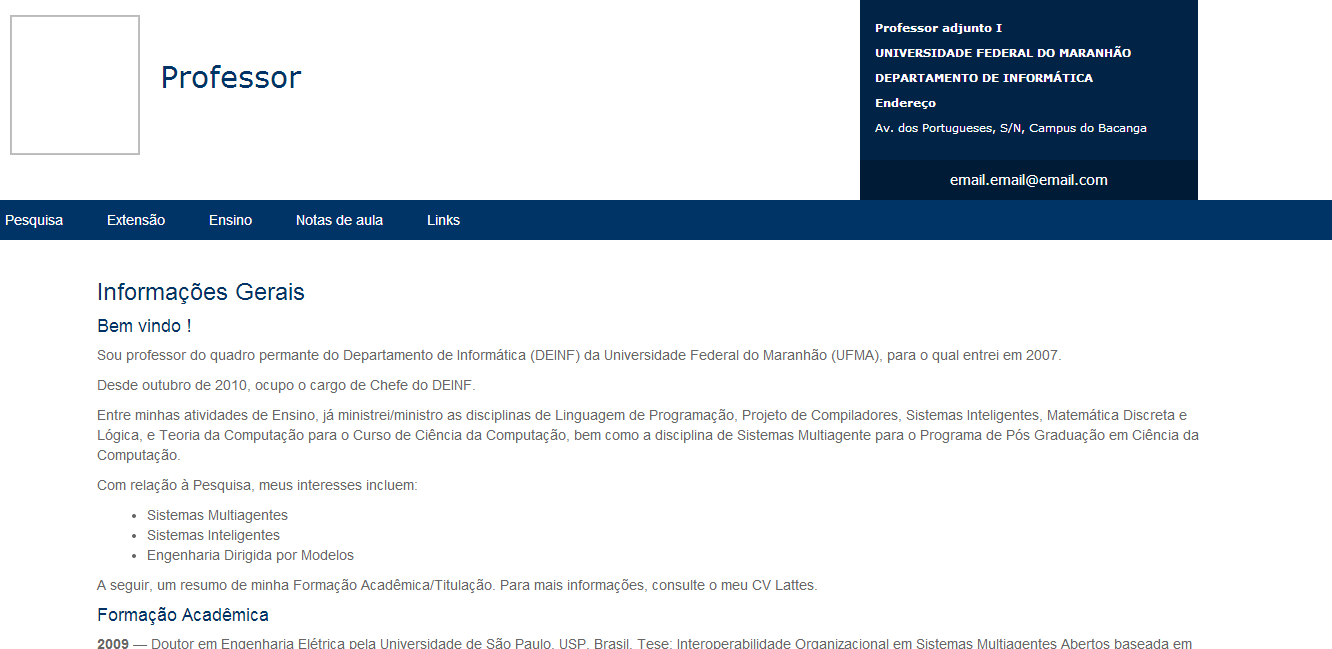 Professor
Professor adjunto I
UNIVERSIDADE FEDERAL DO MARANHÃO
DEPARTAMENTO DE INFORMÁTICA
Endereço
Av. dos Portugueses, S/N, Campus do Bacanga
email.email@email.com
Pesquisa Extensão Ensino Notas de aula Links
Informações Gerais
Bem vindo !
Sou professor do quadro permante do Departamento de Informática (DEINF) da Universidade Federal do Maranhão (UFMA), para o qual entrei em 2007.
Desde outubro de 2010, ocupo o cargo de Chefe do DEINF.
Entre minhas atividades de Ensino, já ministrei/ministro as disciplinas de Linguagem de Programação, Projeto de Compiladores, Sistemas Inteligentes, Matemática Discreta e
Lógica, e Teoria da Computação para o Curso de Ciência da Computação, bem como a disciplina de Sistemas Multiagente para o Programa de Pós Graduação em Ciência da
Computação.
Com relação à Pesquisa, meus interesses incluem:
• Sistemas Multiagentes
• Sistemas Inteligentes
• Engenharia Dirigida por Modelos
A seguir, um resumo de minha Formação Acadêmica/Titulação. Para mais informações, consulte o meu CV Lattes.
Formação Acadêmica
2009 — Doutor em Engenharia Elétrica pela Universidade de São Paulo, USP, Brasil. Tese: Interoperabilidade Organizacional em Sistemas Multiagentes Abertos baseada em